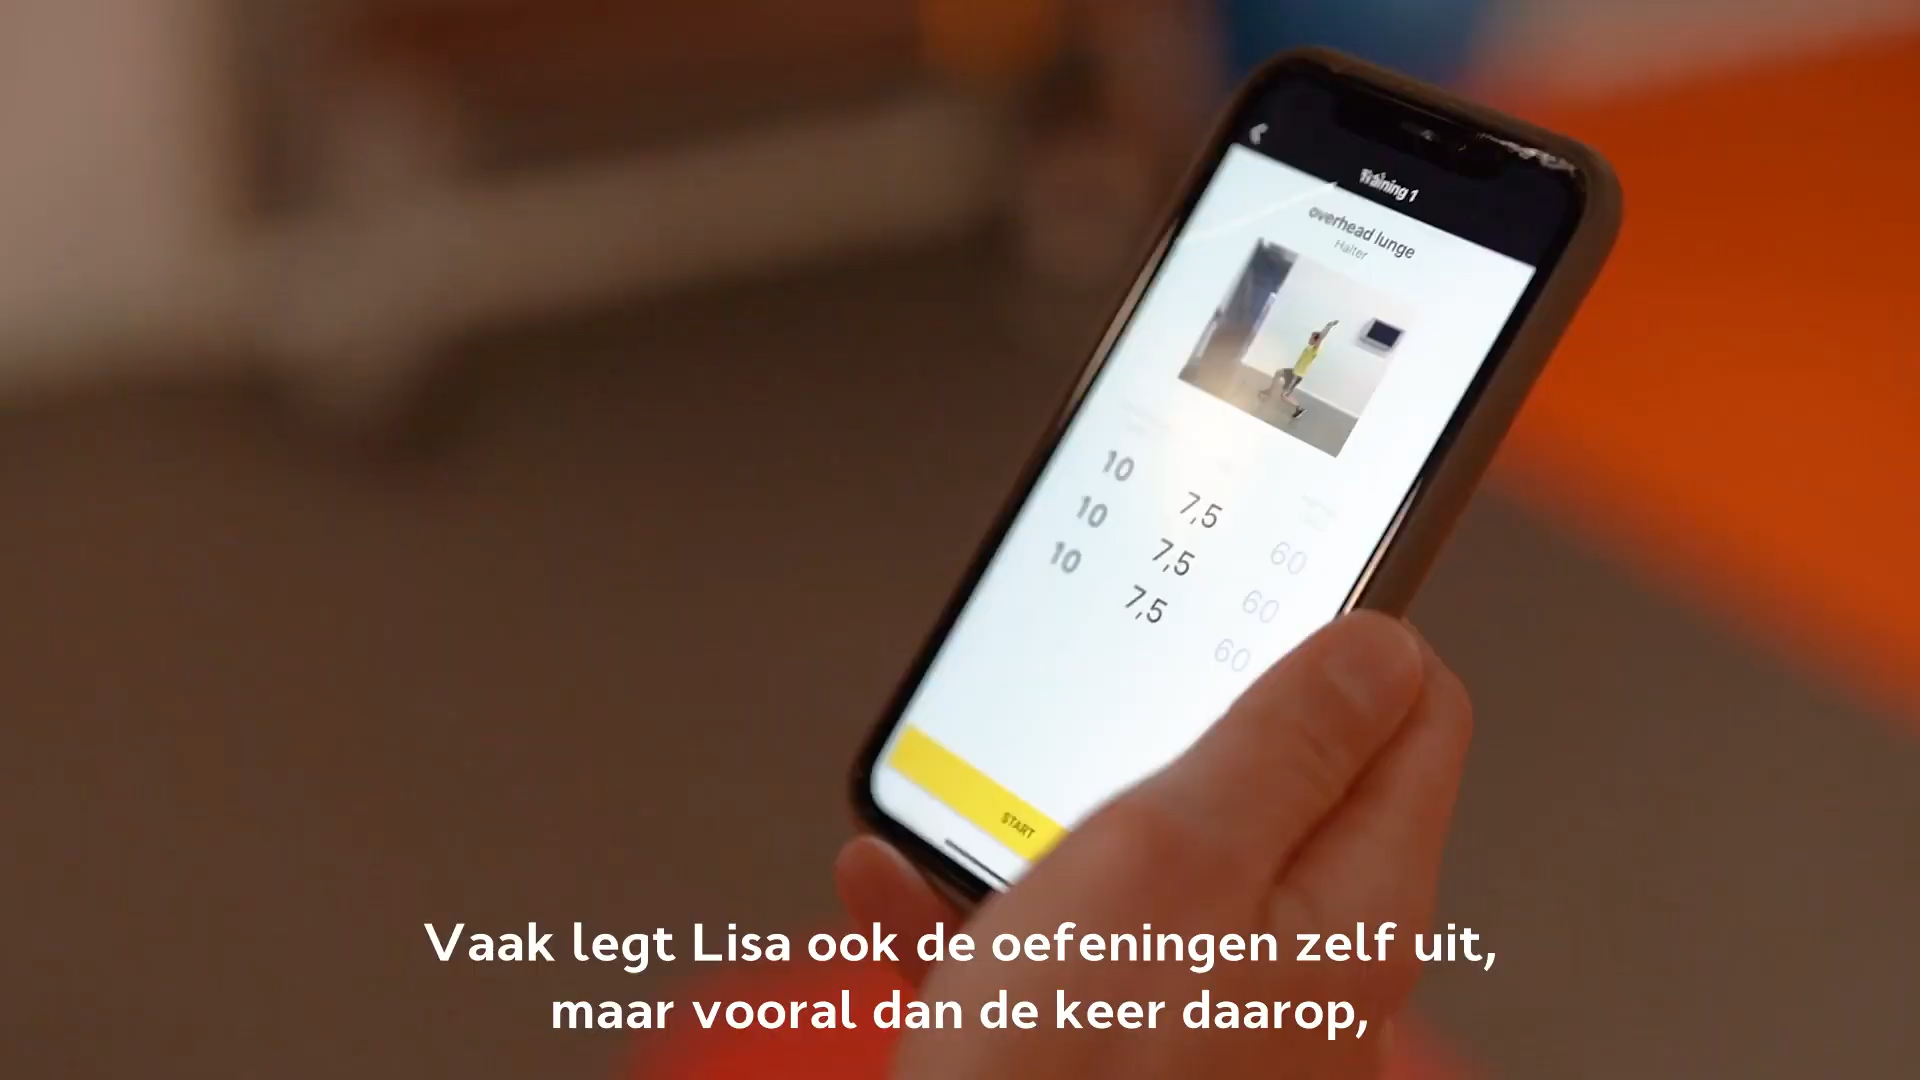 Training 1
overhead lunge
Halter
10 7,5 60
10 7,5 60
10 7,5 60
START
Vaak legt Lisa ook de oefeningen zelf uit,
maar vooral dan de keer daarop,